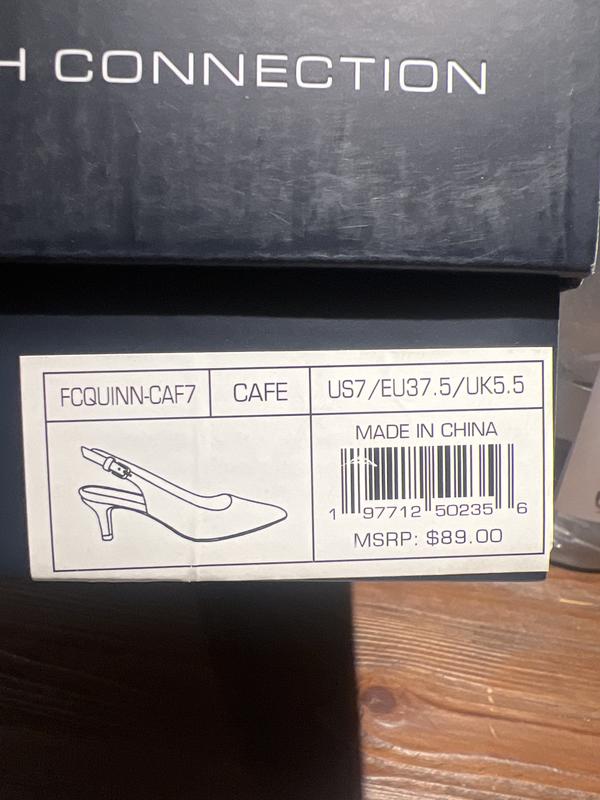 H CONNECTION
FCQUINN-CAF7
CAFE
US7/EU37.5/UK5.5
MADE IN CHINA
1 97712 50235 6
MSRP: $89.00